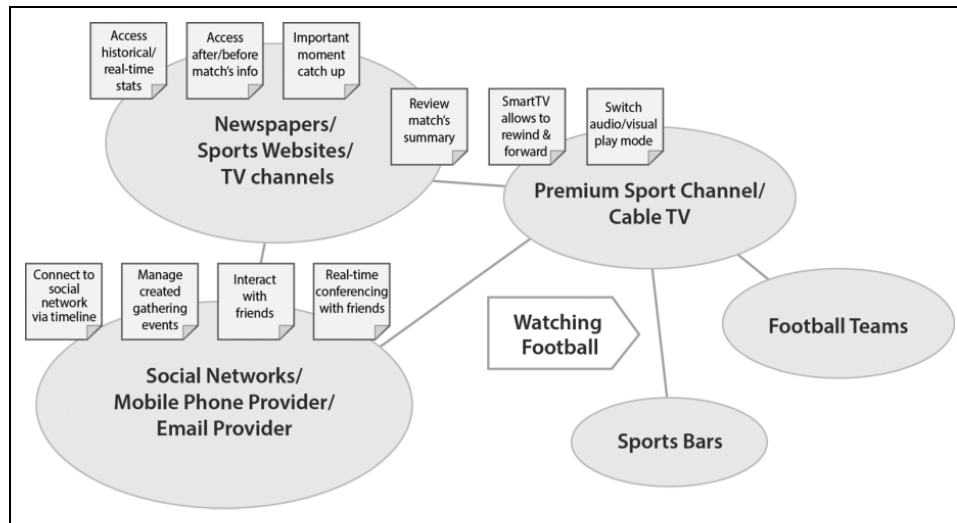 Access
historical/
real-time
stats
Access
after/before
match's info
Important
moment
catch up
Newspapers/
Sports Websites/
TV channels
Review
match's
summary
SmartTV
allows to
rewind &
forward
Switch
audio/visual
play mode
Premium Sport Channel/
Cable TV
Connect to
social
network
via timeline
Manage
created
gathering
events
Interact
with
friends
Real-time
conferencing
with friends
Social Networks/
Mobile Phone Provider/
Email Provider
Watching
Football
Football Teams
Sports Bars